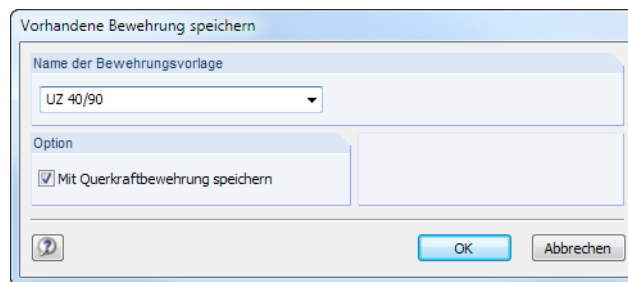 Vorhandene Bewehrung speichern
Name der Bewehrungsvorlage
UZ 40/90
Option
Mit Querkraftbewehrung speichern
OK
Abbrechen